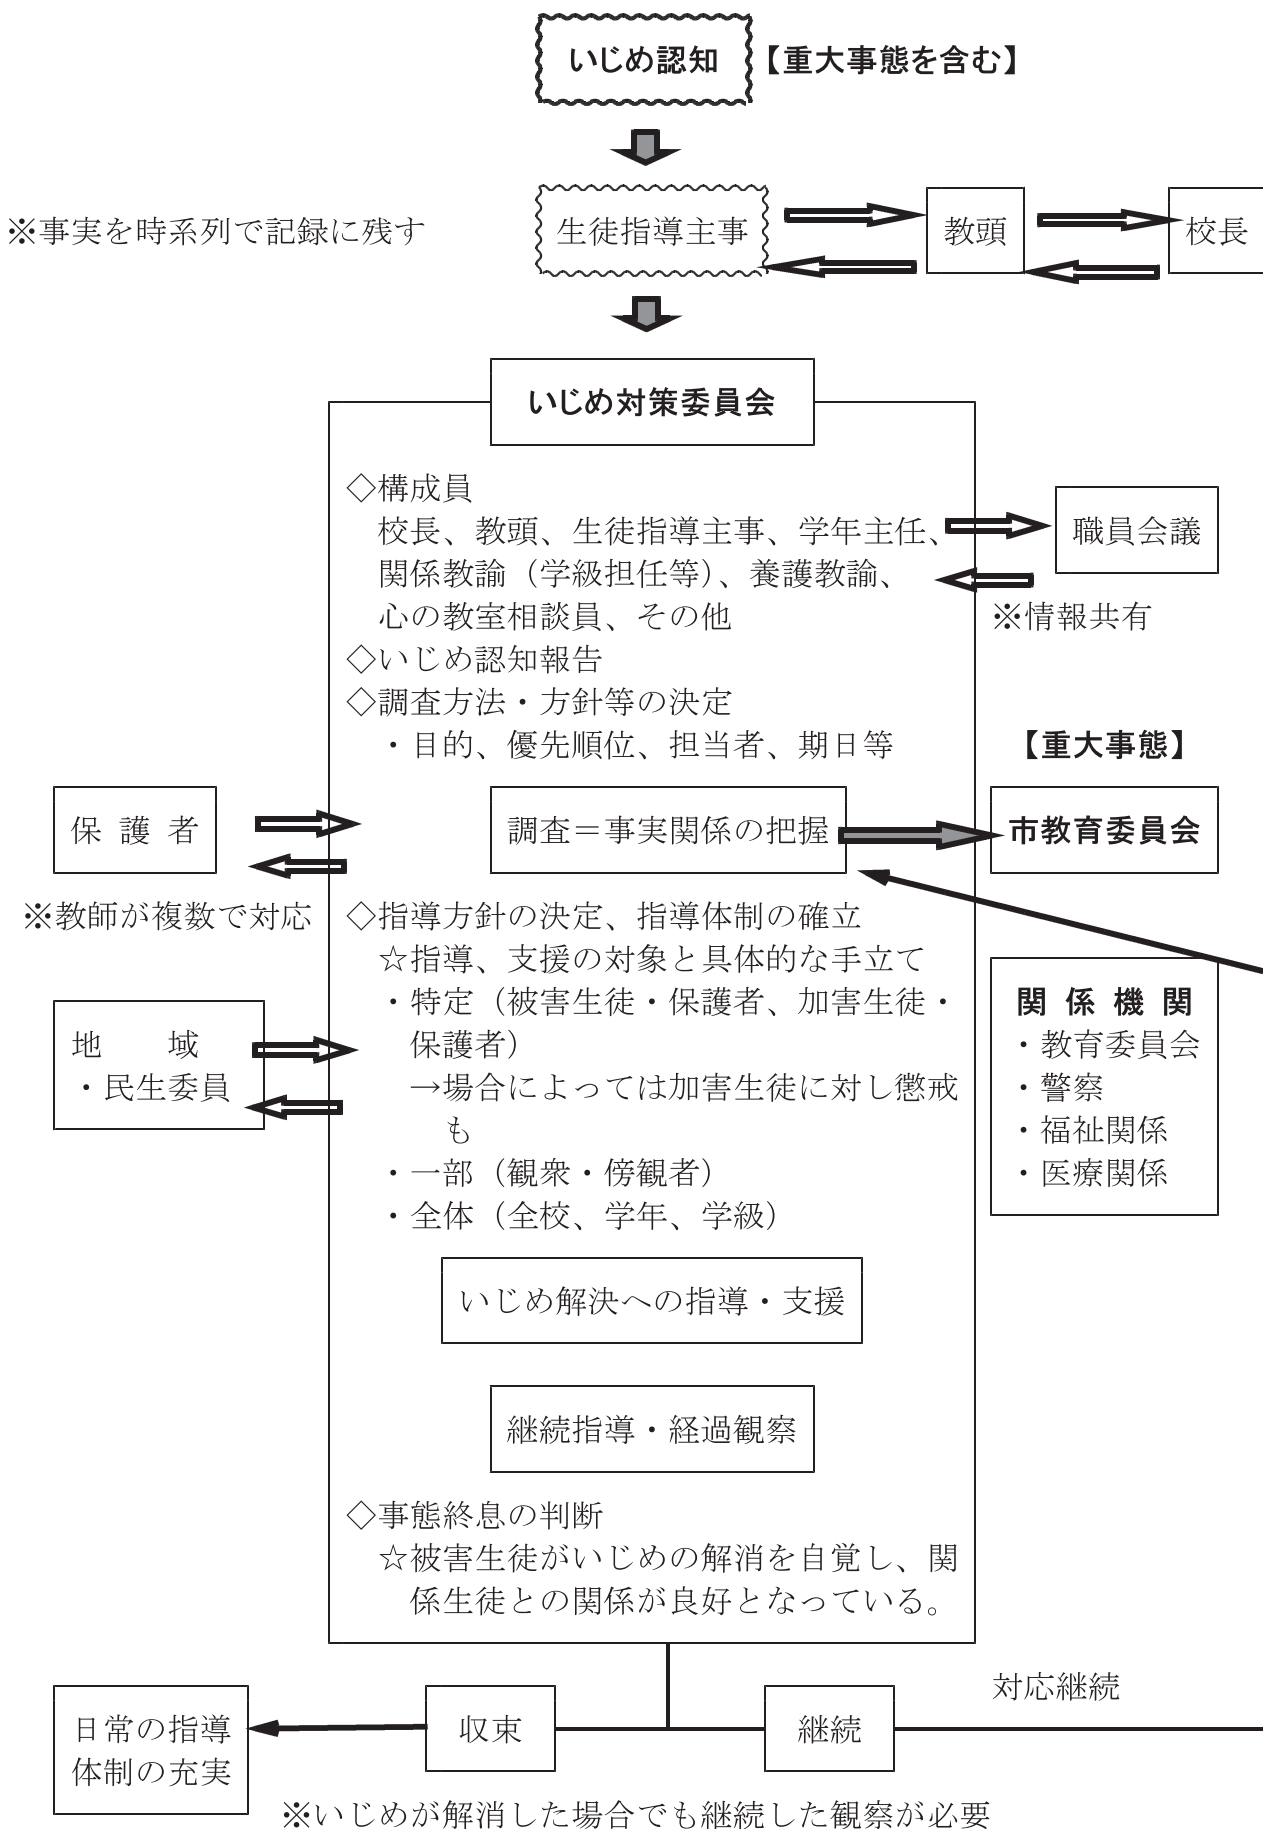 いじめ認知
【重大事態を含む】
※事実を時系列で記録に残す
生徒指導主事
教頭
校長
いじめ対策委員会
◇構成員
校長、教頭、生徒指導主事、学年主任、
関係教諭（学級担任等）、養護教諭、
心の教室相談員、その他
職員会議
※情報共有
◇いじめ認知報告
◇調査方法・方針等の決定
・目的、優先順位、担当者、期日等
【重大事態】
保護者
調査＝事実関係の把握
市教育委員会
※教師が複数で対応
◇指導方針の決定、指導体制の確立
☆指導、支援の対象と具体的な手立て
・特定（被害生徒・保護者、加害生徒・
保護者）
→場合によっては加害生徒に対し懲戒
も
・一部（観衆・傍観者）
・全体（全校、学年、学級）
地域
・民生委員
関係機関
・教育委員会
・警察
・福祉関係
・医療関係
いじめ解決への指導・支援
継続指導・経過観察
◇事態終息の判断
☆被害生徒がいじめの解消を自覚し、関
係生徒との関係が良好となっている。
対応継続
日常の指導
体制の充実
収束
継続
※いじめが解消した場合でも継続した観察が必要